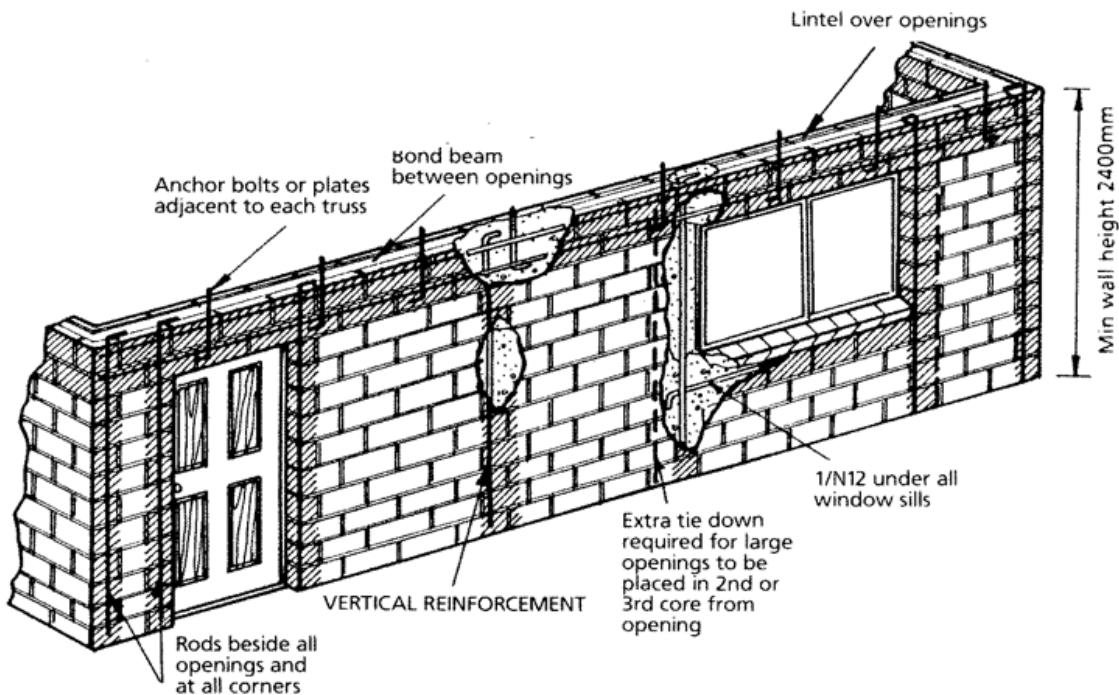 Lintel over openings
Bond beam
between openings
Anchor bolts or plates
adjacent to each truss
Min wall height 2400mm
1/N12 under all
window sills
Extra tie down
required for large
openings to be
placed in 2nd or
3rd core from
opening
VERTICAL REINFORCEMENT
Rods beside all
openings and
at all corners